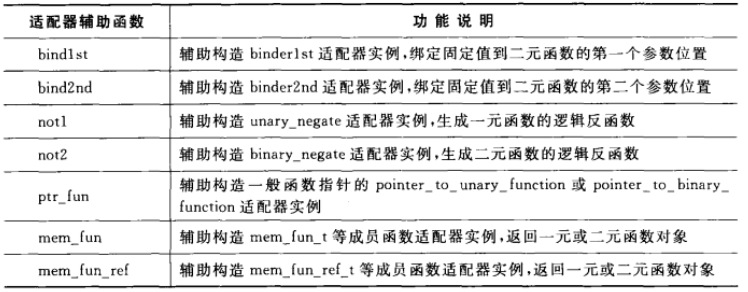 适配器辅助函数 功能说明
bind1st 辅助构造 binder1st 适配器实例,绑定固定值到二元函数的第一个参数位置
bind2nd 辅助构造 binder2nd 适配器实例,绑定固定值到二元函数的第二个参数位置
not1 辅助构造 unary_negate 适配器实例,生成一元函数的逻辑反函数
not2 辅助构造 binary_negate 适配器实例,生成二元函数的逻辑反函数
ptr_fun 辅助构造一般函数指针的 pointer_to_unary_function 或 pointer_to_binary_
function 适配器实例
mem_fun 辅助构造 mem_fun_t 等成员函数适配器实例,返回一元或二元函数对象
mem_fun_ref 辅助构造 mem_fun_ref_t 等成员函数适配器实例,返回一元或二元函数对象